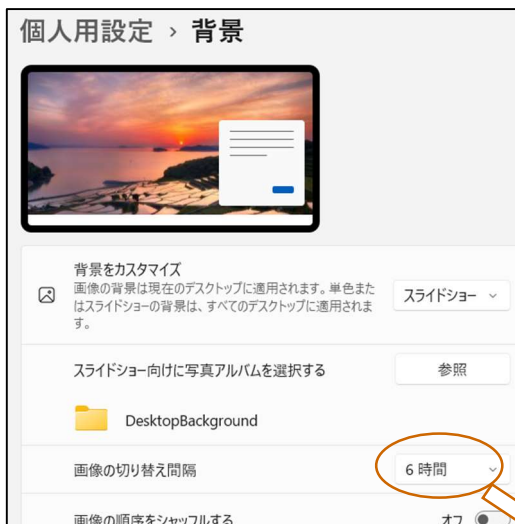 個人用設定 › 背景
背景をカスタマイズ
画像の背景は現在のデスクトップに適用されます。単色また
はスライドショーの背景は、すべてのデスクトップに適用されま
す。
スライドショー
スライドショー向けに写真アルバムを選択する
参照
DesktopBackground
画像の切り替え間隔
6 時間
画像の順序をシャッフルする
オフ